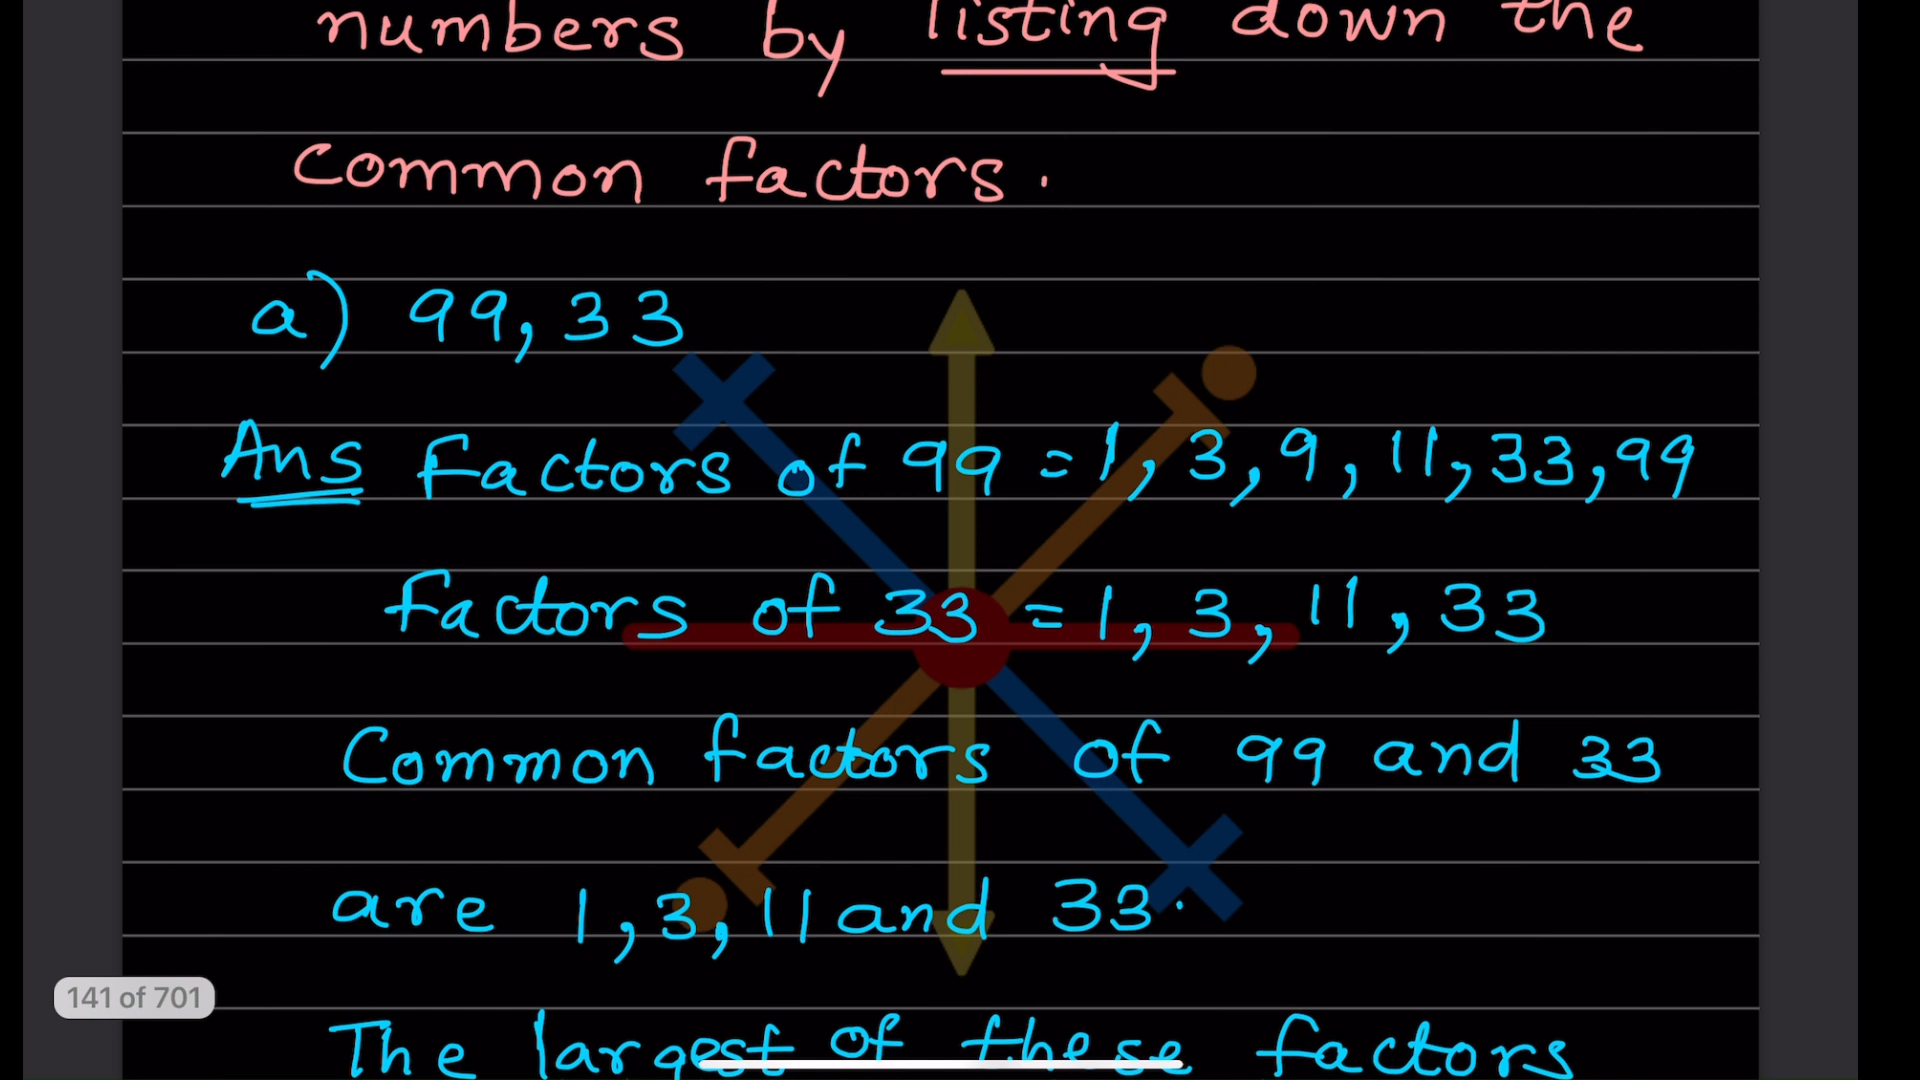 numbers by listing down the
Common factors.
a) 99, 33
Ans Factors of 99 = 1, 3, 9, 11, 33, 99
Factors of 33 = 1, 3, 11, 33
Common factors of 99 and 33
are 1, 3, 11 and 33.
141 of 701
The largest of these factors